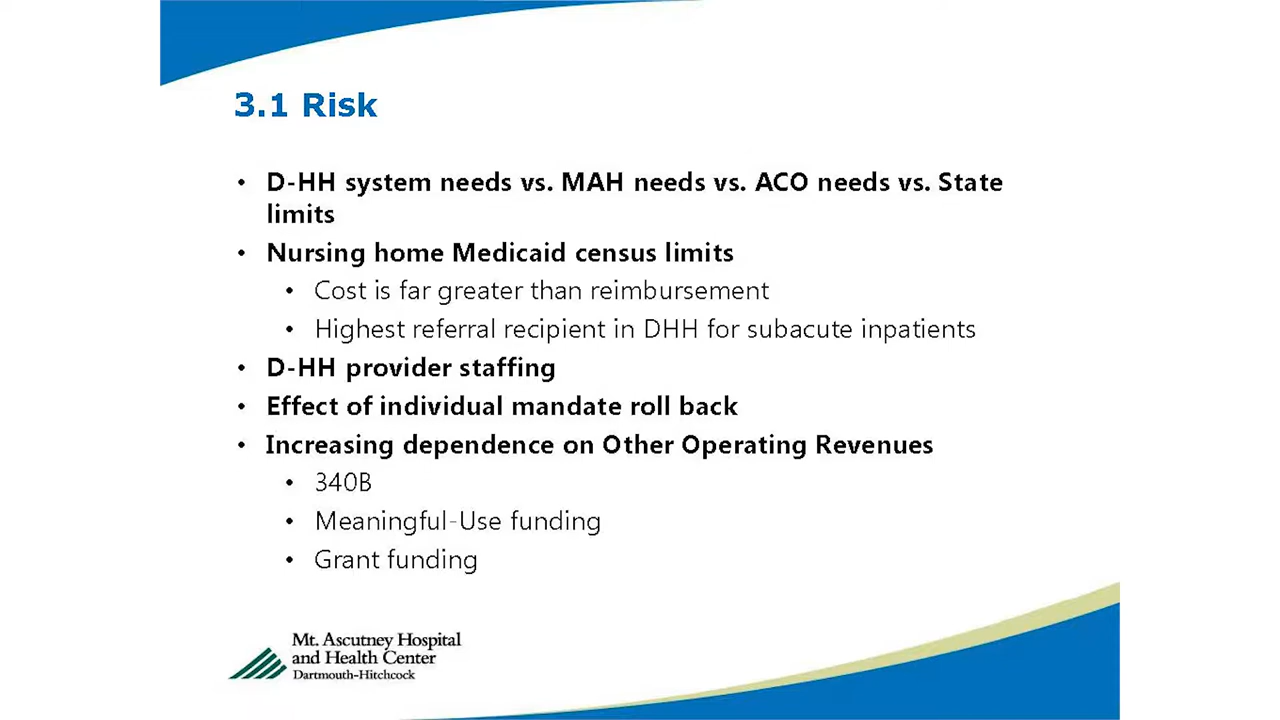 3.1 Risk
• D-HH system needs vs. MAH needs vs. ACO needs vs. State
limits
• Nursing home Medicaid census limits
• Cost is far greater than reimbursement
• Highest referral recipient in DHH for subacute inpatients
• D-HH provider staffing
• Effect of individual mandate roll back
• Increasing dependence on Other Operating Revenues
• 340B
• Meaningful-Use funding
• Grant funding
Mt. Ascutney Hospital
and Health Center
Dartmouth-Hitchcock